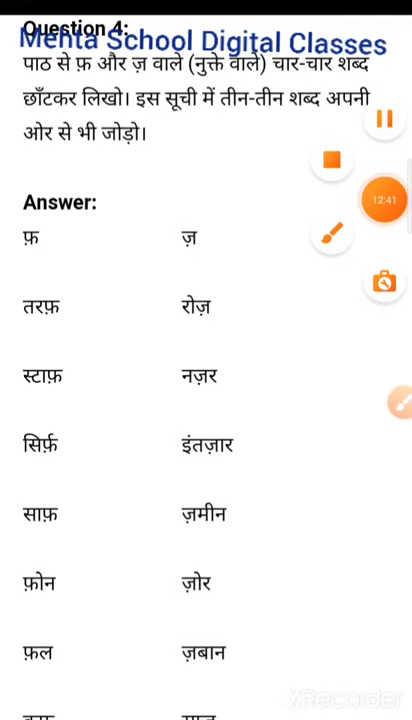 Question 4:
Mehta School Digital Classes
पाठ से फ़ और ज़ वाले (नुक्ते वाले) चार-चार शब्द
छाँटकर लिखो। इस सूची में तीन-तीन शब्द अपनी
ओर से भी जोड़ो।
12:41
Answer:
फ़ ज़
तरफ़ रोज़
स्टाफ़ नज़र
सिर्फ़ इंतज़ार
साफ़ ज़मीन
फ़ोन ज़ोर
फ़ल ज़बान
XRecorder